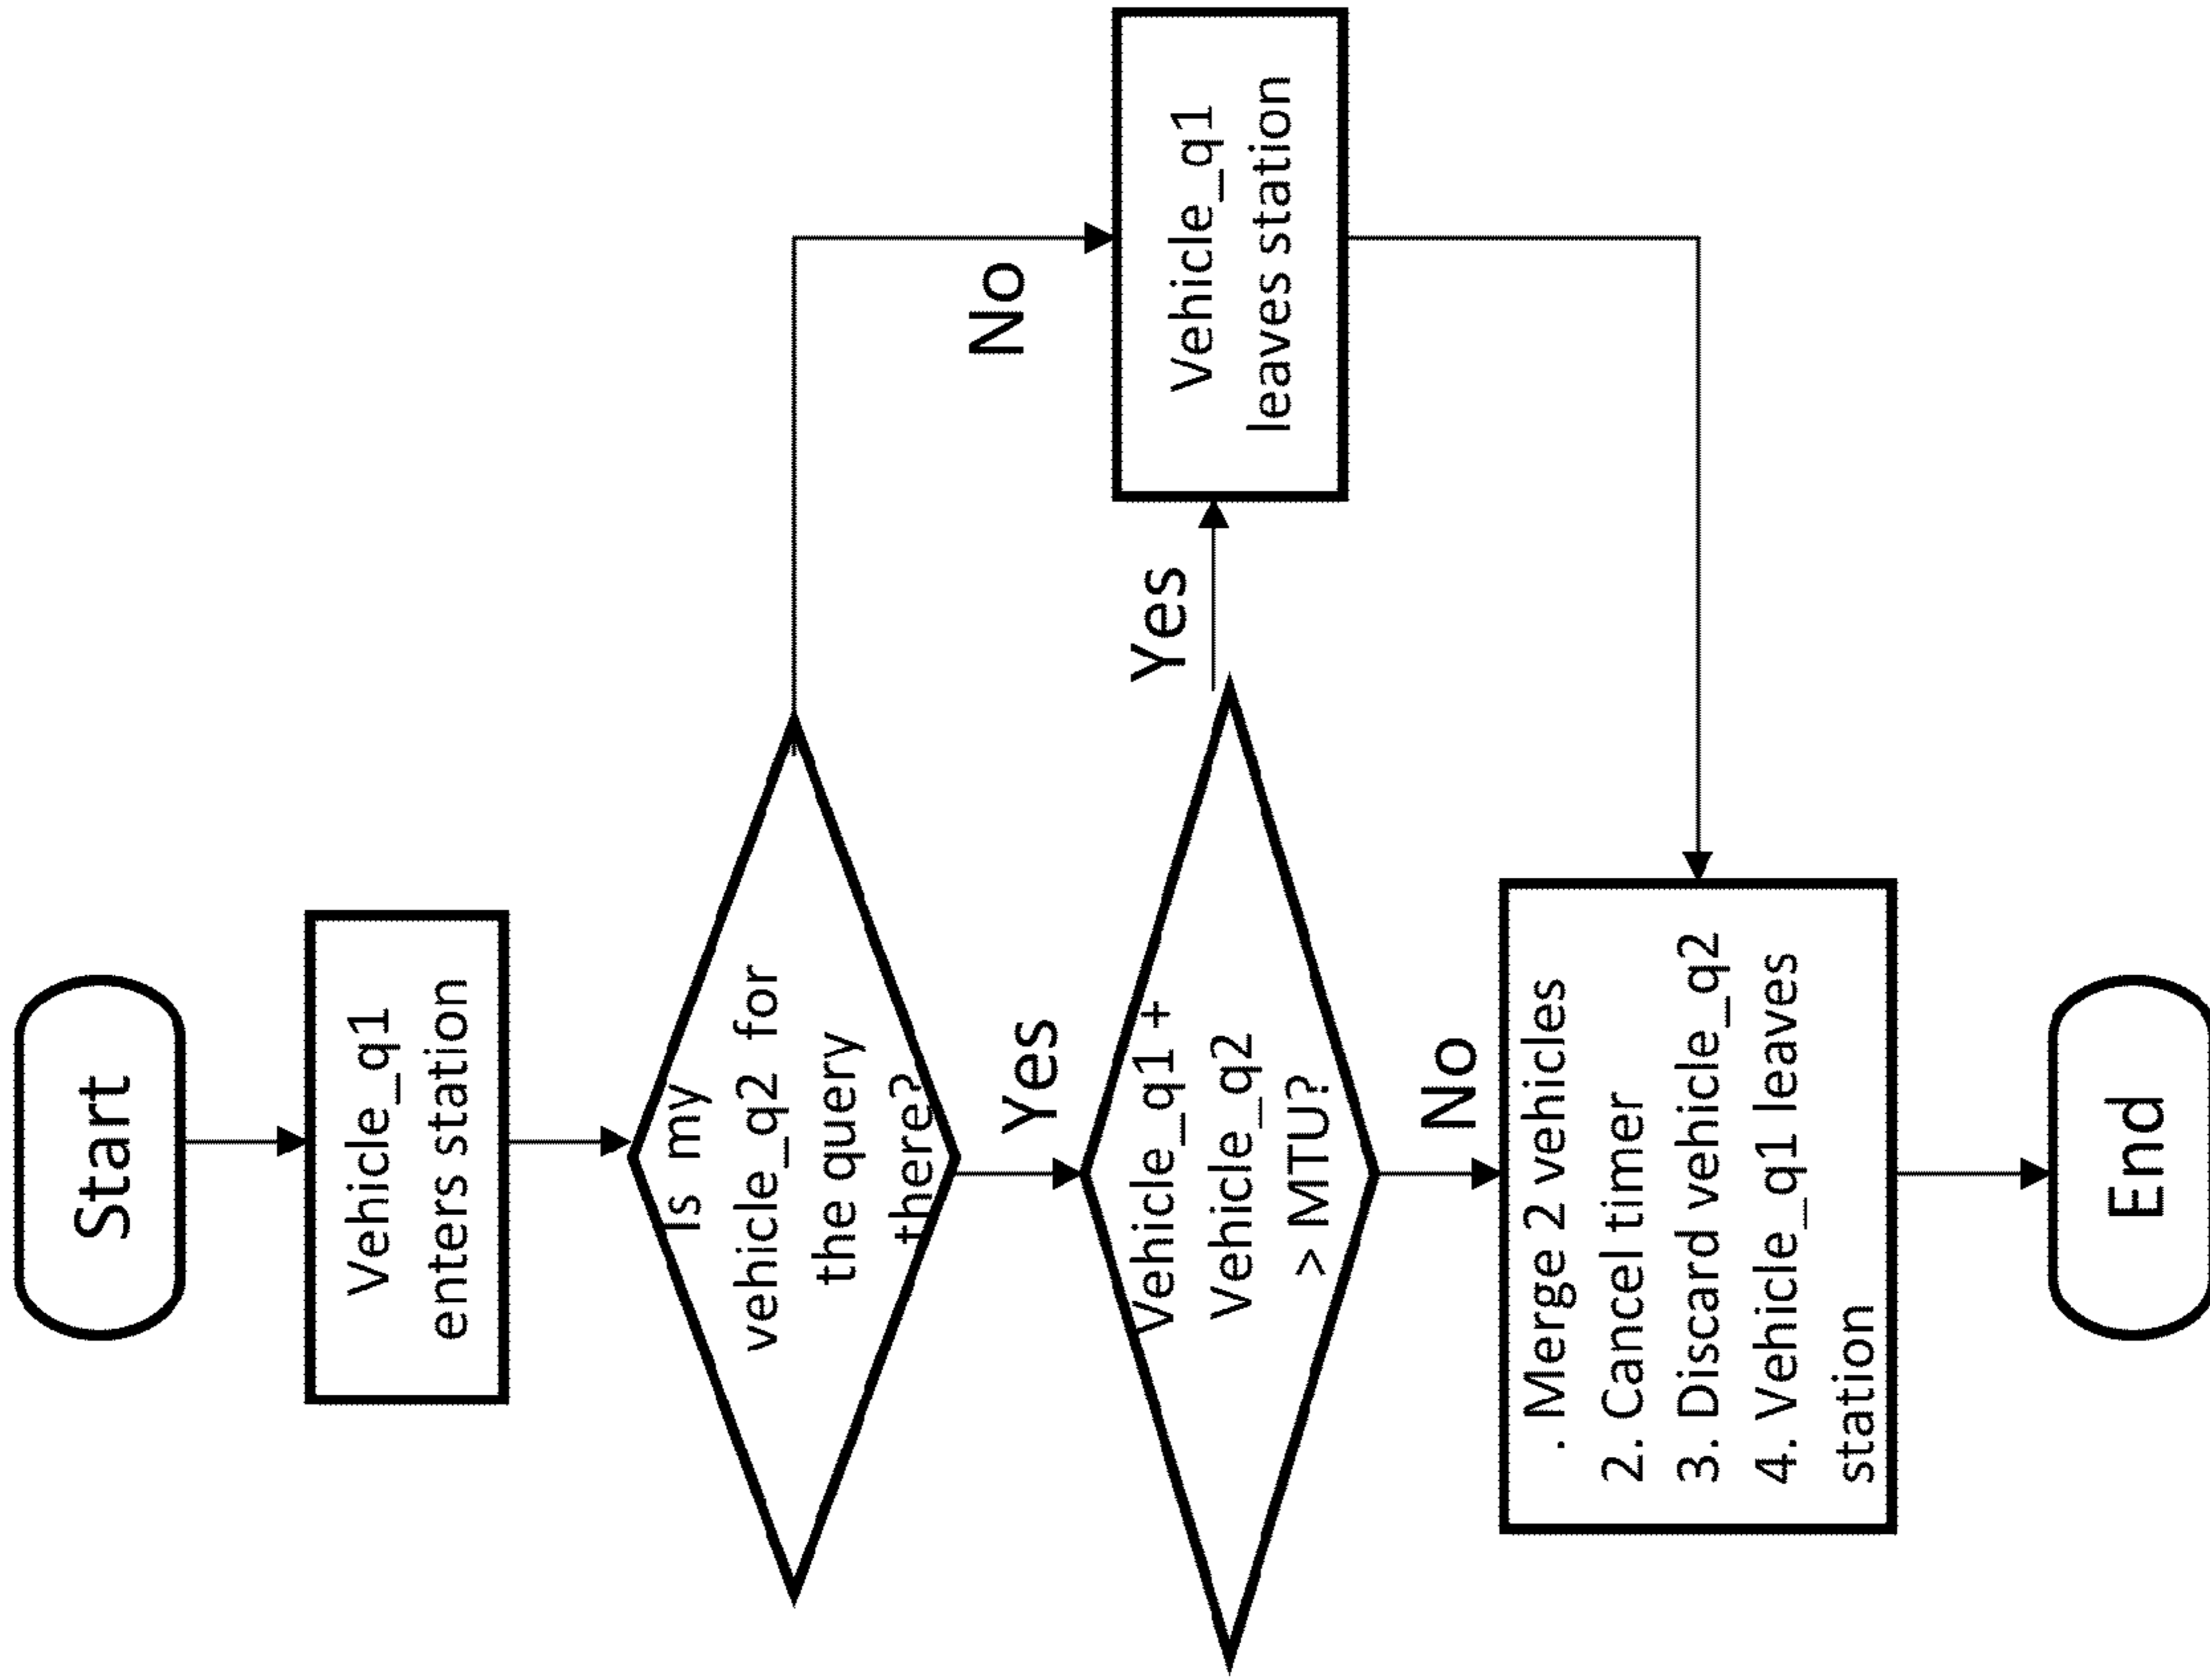 Start
Vehicle_q1
enters station
Is my
vehicle_q2 for
the query
there?
No
Yes
Vehicle_q1 +
Vehicle_q2
> MTU?
Yes
Vehicle_q1
leaves station
No
. Merge 2 vehicles
2. Cancel timer
3. Discard vehicle_q2
4. Vehicle_q1 leaves
station
End